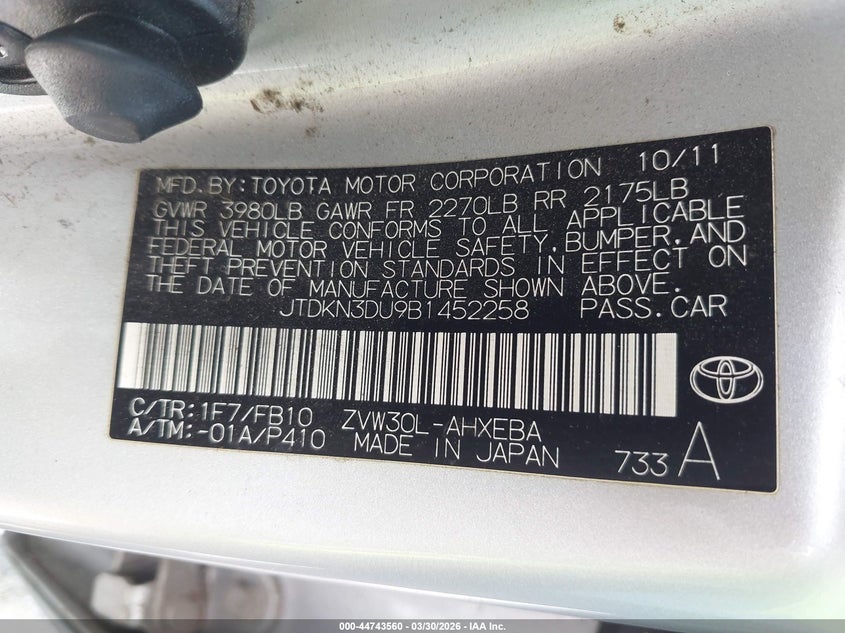 MFD. BY: TOYOTA MOTOR CORPORATION 10/11
GVWR 3980LB GAWR FR 2270LB RR 2175LB
THIS VEHICLE CONFORMS TO ALL APPLICABLE
FEDERAL MOTOR VEHICLE SAFETY, BUMPER, AND
THEFT PREVENTION STANDARDS IN EFFECT ON
THE DATE OF MANUFACTURE SHOWN ABOVE.
JTDKN3DU9B1452258 PASS. CAR
C/TR: 1F7/FB10 ZVW30L-AHXEBA
A/TM: -01A/P410 MADE IN JAPAN 733 A
000-44743560 — 03/30/2026 — IAA Inc.